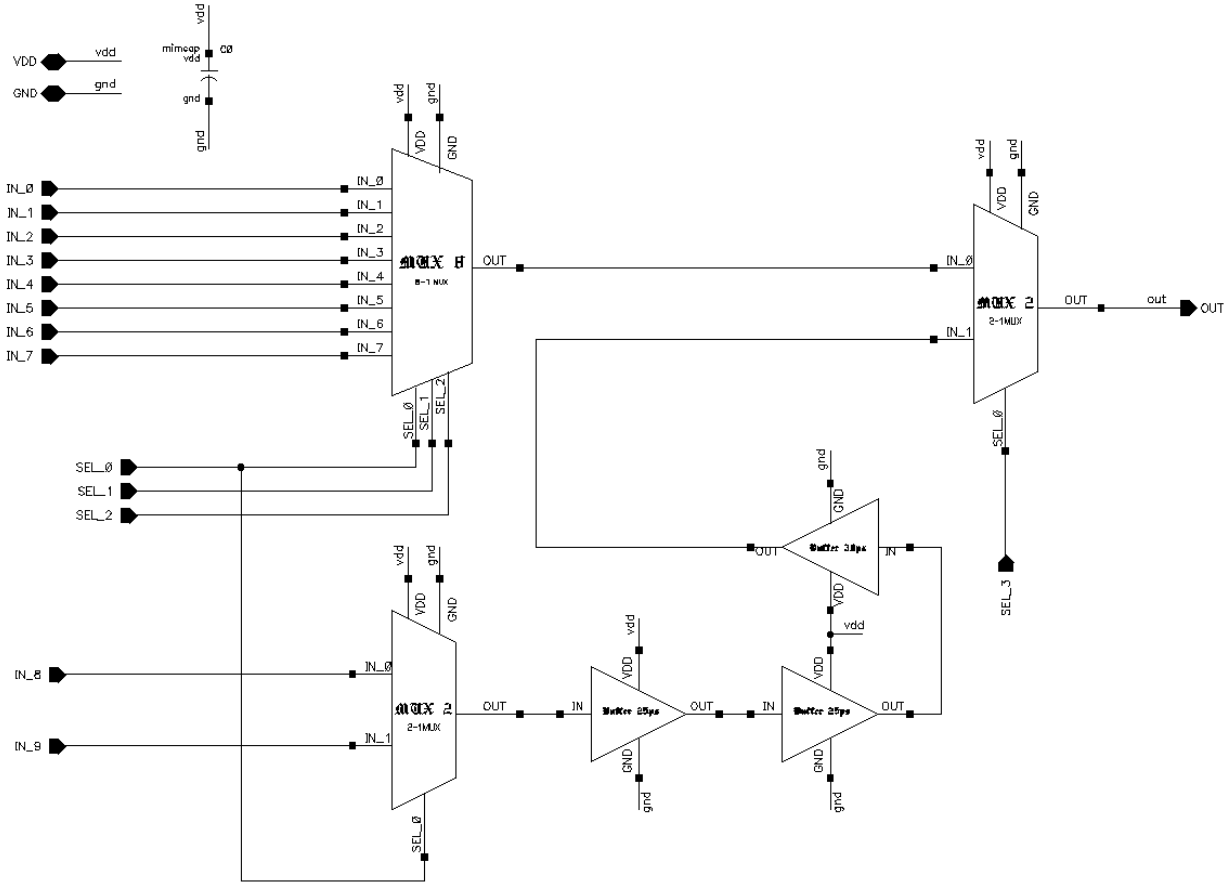 vdd
mimcap
C0
vdd
VDD
vdd
GND
gnd
gnd
gnd
vdd
gnd
VDD
GND
IN_0
IN_1
IN_2
IN_3
IN_4
IN_5
IN_6
IN_7
IN_0
IN_1
IN_2
IN_3
IN_4
IN_5
IN_6
IN_7
MUX 8
8-1 MUX
OUT
SEL_0
SEL_1
SEL_2
SEL_0
SEL_1
SEL_2
vdd
gnd
VDD
GND
IN_0
IN_1
MUX 2
2-1MUX
OUT
out
OUT
SEL_0
SEL_3
gnd
GND
OUT
IN
VDD
vdd
vdd
gnd
VDD
GND
IN_8
IN_9
IN_0
IN_1
MUX 2
2-1MUX
OUT
SEL_0
vdd
VDD
IN
Buffer 25ps
OUT
GND
gnd
VDD
IN
Buffer 25ps
OUT
GND
gnd